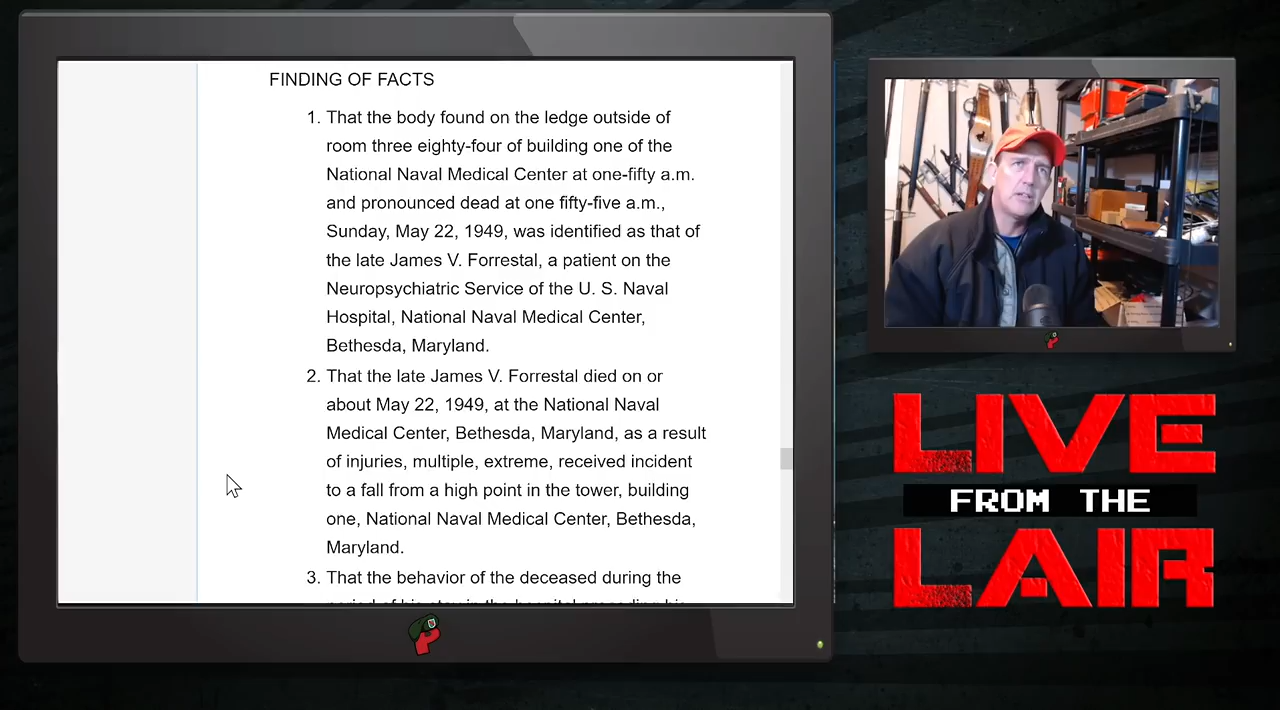 FINDING OF FACTS
1. That the body found on the ledge outside of
room three eighty-four of building one of the
National Naval Medical Center at one-fifty a.m.
and pronounced dead at one fifty-five a.m.,
Sunday, May 22, 1949, was identified as that of
the late James V. Forrestal, a patient on the
Neuropsychiatric Service of the U. S. Naval
Hospital, National Naval Medical Center,
Bethesda, Maryland.
2. That the late James V. Forrestal died on or
about May 22, 1949, at the National Naval
Medical Center, Bethesda, Maryland, as a result
of injuries, multiple, extreme, received incident
to a fall from a high point in the tower, building
one, National Naval Medical Center, Bethesda,
Maryland.
3. That the behavior of the deceased during the
LIVE
FROM THE
LAIR